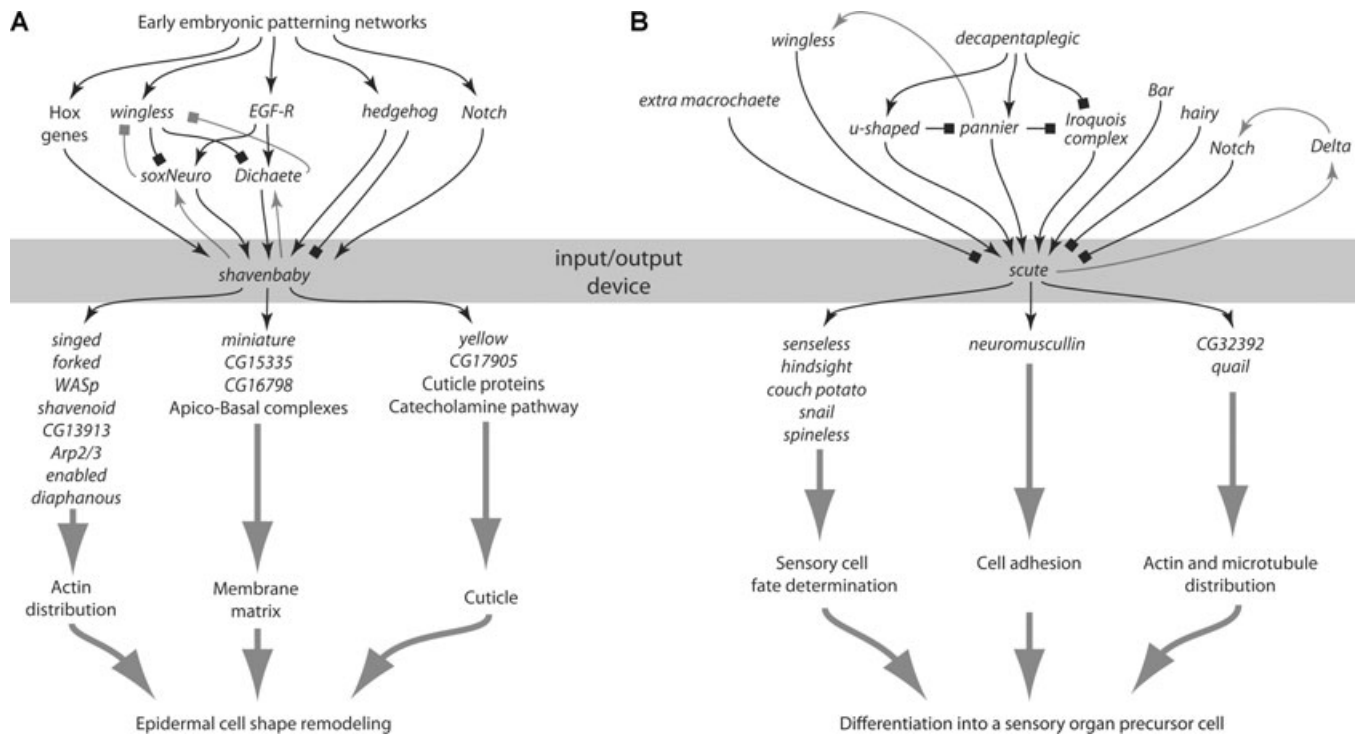 A
Early embryonic patterning networks
Hox
genes
wingless
EGF-R
hedgehog
Notch
soxNeuro
Dichaete
shavenbaby
singed
forked
WASp
shavenoid
CG13913
Arp2/3
enabled
diaphanous
miniature
CG15335
CG16798
Apico-Basal complexes
yellow
CG17905
Cuticle proteins
Catecholamine pathway
Actin
distribution
Membrane
matrix
Cuticle
Epidermal cell shape remodeling
input/output
device
B
wingless
decapentaplegic
extra macrochaete
u-shaped
pannier
Iroquois
complex
Bar
hairy
Notch
Delta
scute
senseless
hindsight
couch potato
snail
spineless
neuromuscullin
CG32392
quail
Sensory cell
fate determination
Cell adhesion
Actin and microtubule
distribution
Differentiation into a sensory organ precursor cell